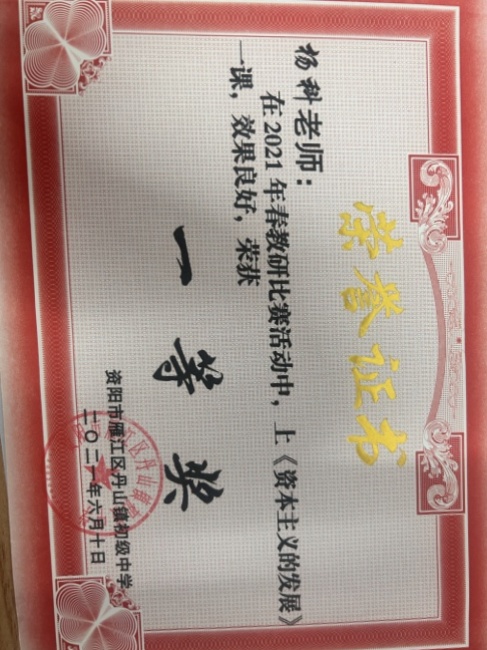 荣誉证书
杨科老师：
在2021年春教研比赛活动中，上《资本主义的发展》
一课，效果良好，荣获
一等奖
资阳市雁江区丹山镇初级中学
二〇二一年六月十日